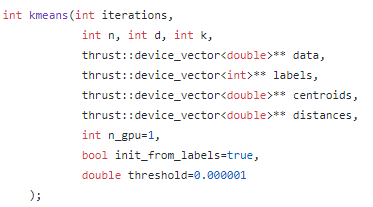 int kmeans(int iterations,
int n, int d, int k,
thrust::device_vector<double>** data,
thrust::device_vector<int>** labels,
thrust::device_vector<double>** centroids,
thrust::device_vector<double>** distances,
int n_gpu=1,
bool init_from_labels=true,
double threshold=0.000001
);